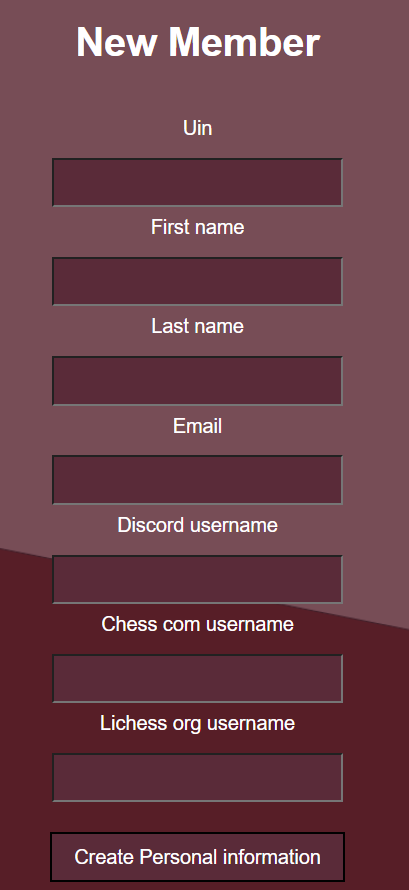 New Member
Uin
First name
Last name
Email
Discord username
Chess com username
Lichess org username
Create Personal information